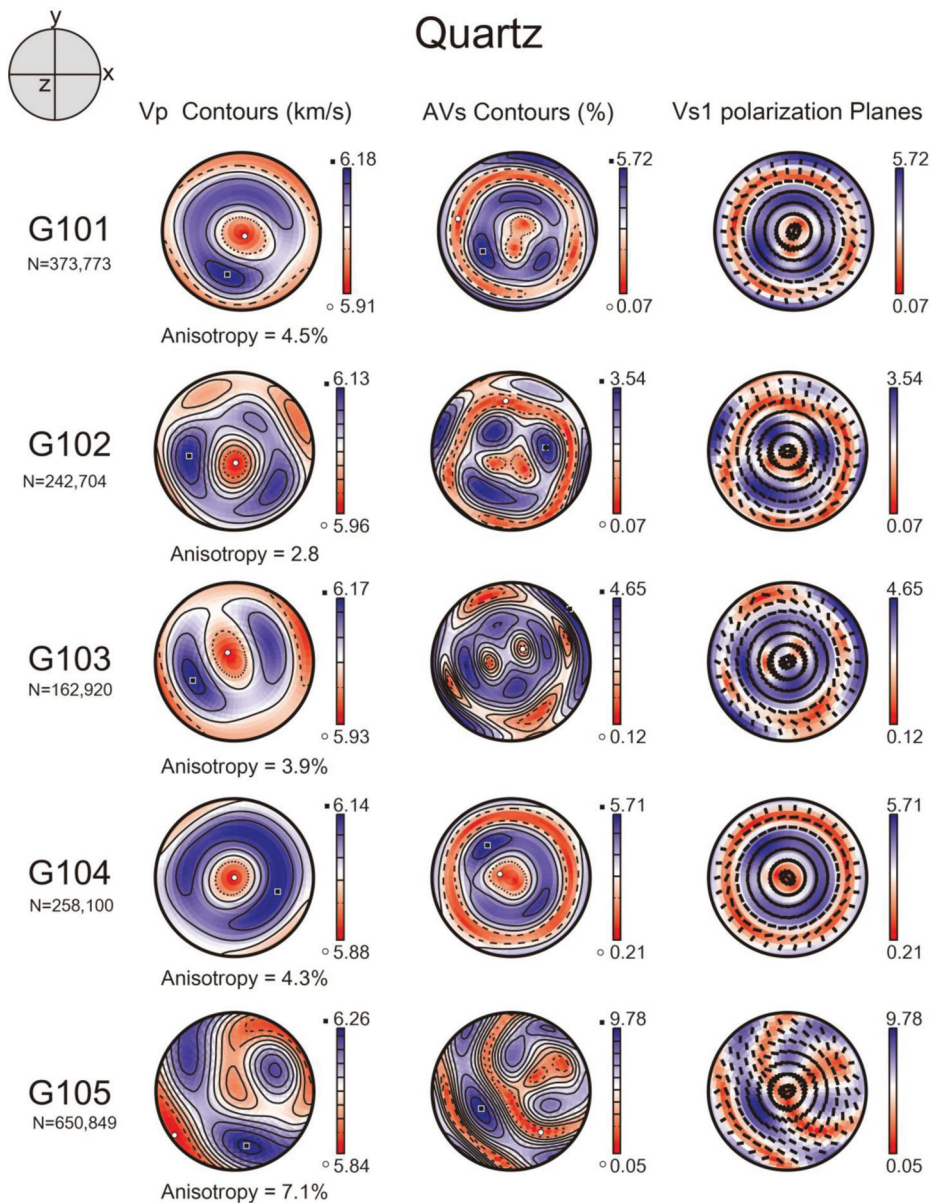 Quartz
y
x
z
Vp Contours (km/s)
AVs Contours (%)
Vs1 polarization Planes
G101
N=373,773
6.18
5.91
Anisotropy = 4.5%
5.72
0.07
5.72
0.07
G102
N=242,704
6.13
5.96
Anisotropy = 2.8
3.54
0.07
3.54
0.07
G103
N=162,920
6.17
5.93
Anisotropy = 3.9%
4.65
0.12
4.65
0.12
G104
N=258,100
6.14
5.88
Anisotropy = 4.3%
5.71
0.21
5.71
0.21
G105
N=650,849
6.26
5.84
Anisotropy = 7.1%
9.78
0.05
9.78
0.05